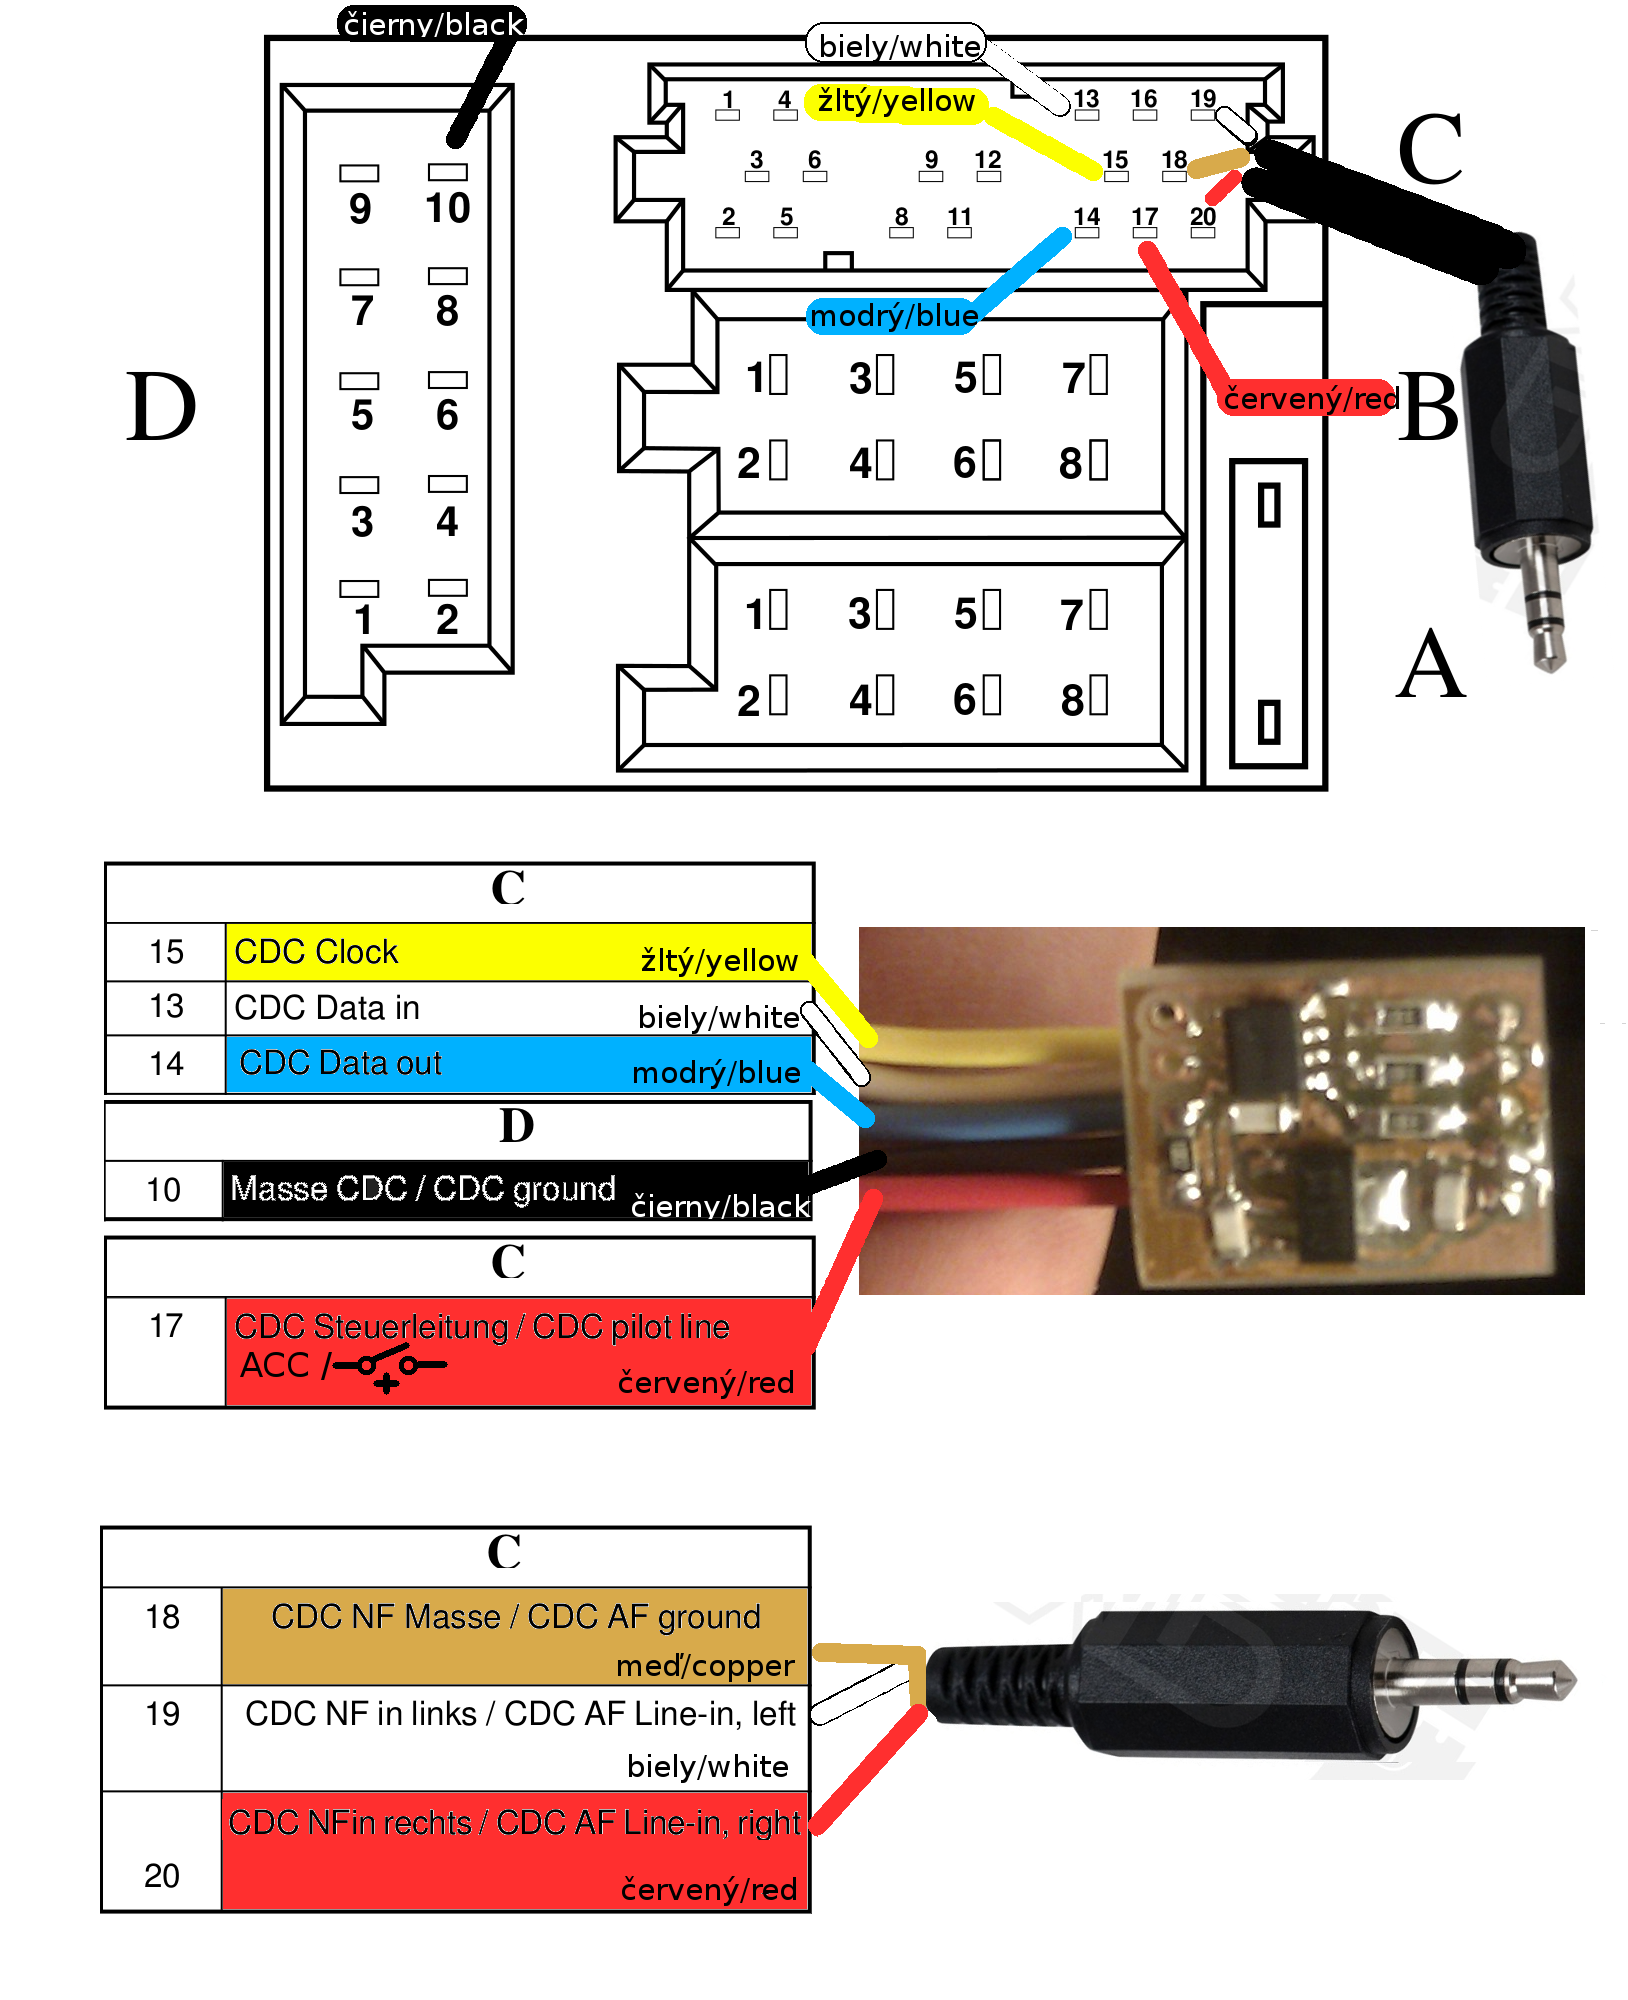 čierny/black
biely/white
1 4 žltý/yellow 13 16 19
C
3 6 9 12 15 18
2 5 8 11 14 17 20
9 10
7 8
5 6
3 4
1 2
D
modrý/blue
1 3 5 7
červený/red
B
2 4 6 8
1 3 5 7
A
2 4 6 8
C
15 CDC Clock žltý/yellow
13 CDC Data in biely/white
14 CDC Data out modrý/blue
D
10 Masse CDC / CDC ground čierny/black
C
17 CDC Steuerleitung / CDC pilot line
ACC / +
červený/red
C
18 CDC NF Masse / CDC AF ground
meď/copper
19 CDC NF in links / CDC AF Line-in, left
biely/white
CDC NFin rechts / CDC AF Line-in, right
20 červený/red